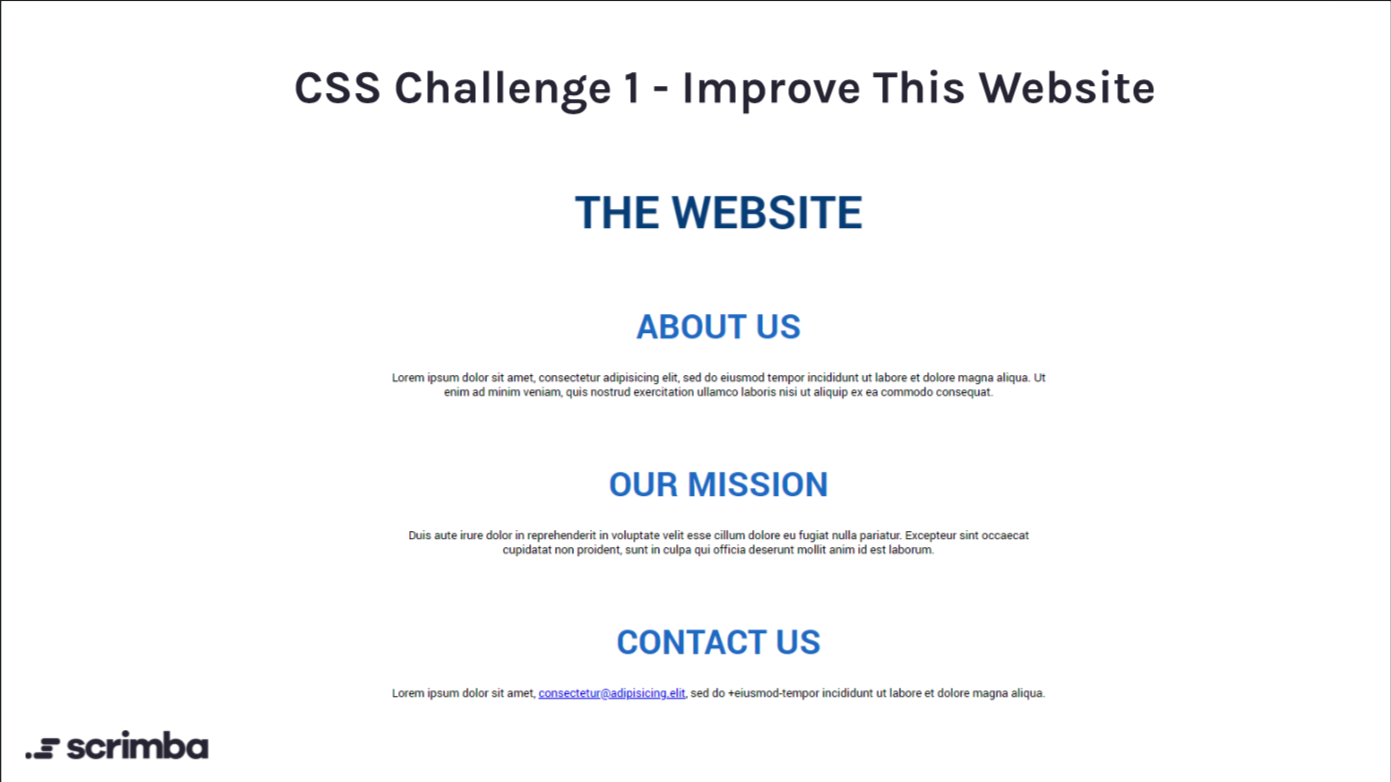 CSS Challenge 1 - Improve This Website
THE WEBSITE
ABOUT US
Lorem ipsum dolor sit amet, consectetur adipisicing elit, sed do eiusmod tempor incididunt ut labore et dolore magna aliqua. Ut
enim ad minim veniam, quis nostrud exercitation ullamco laboris nisi ut aliquip ex ea commodo consequat.
OUR MISSION
Duis aute irure dolor in reprehenderit in voluptate velit esse cillum dolore eu fugiat nulla pariatur. Excepteur sint occaecat
cupidatat non proident, sunt in culpa qui officia deserunt mollit anim id est laborum.
CONTACT US
Lorem ipsum dolor sit amet, consectetur@adipisicing.elit, sed do +eiusmod-tempor incididunt ut labore et dolore magna aliqua.
scrimba